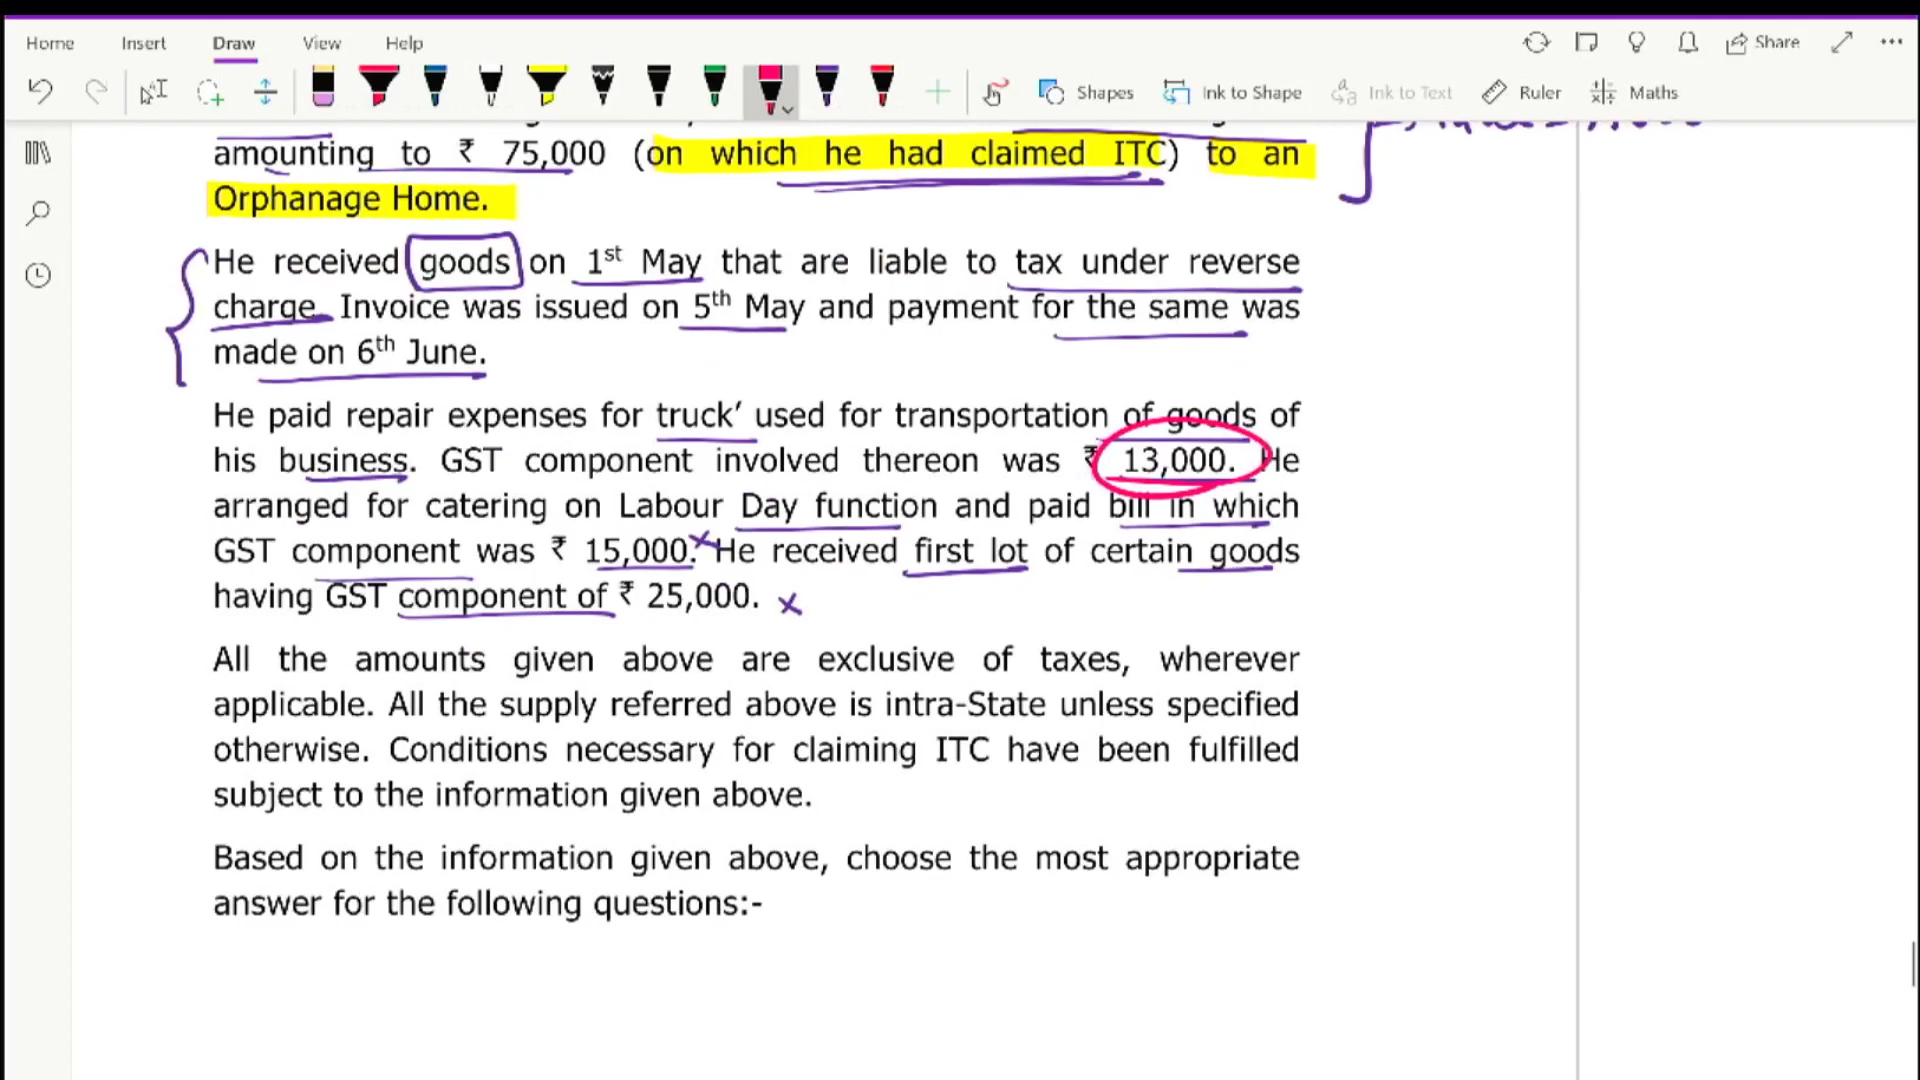 Home Insert Draw View Help Share
Shapes Ink to Shape Ink to Text Ruler Maths
amounting to ₹ 75,000 (on which he had claimed ITC) to an
Orphanage Home.
He received goods on 1st May that are liable to tax under reverse
charge. Invoice was issued on 5th May and payment for the same was
made on 6th June.
He paid repair expenses for truck’ used for transportation of goods of
his business. GST component involved thereon was ₹ 13,000. He
arranged for catering on Labour Day function and paid bill in which
GST component was ₹ 15,000. He received first lot of certain goods
having GST component of ₹ 25,000. x
All the amounts given above are exclusive of taxes, wherever
applicable. All the supply referred above is intra-State unless specified
otherwise. Conditions necessary for claiming ITC have been fulfilled
subject to the information given above.
Based on the information given above, choose the most appropriate
answer for the following questions:-